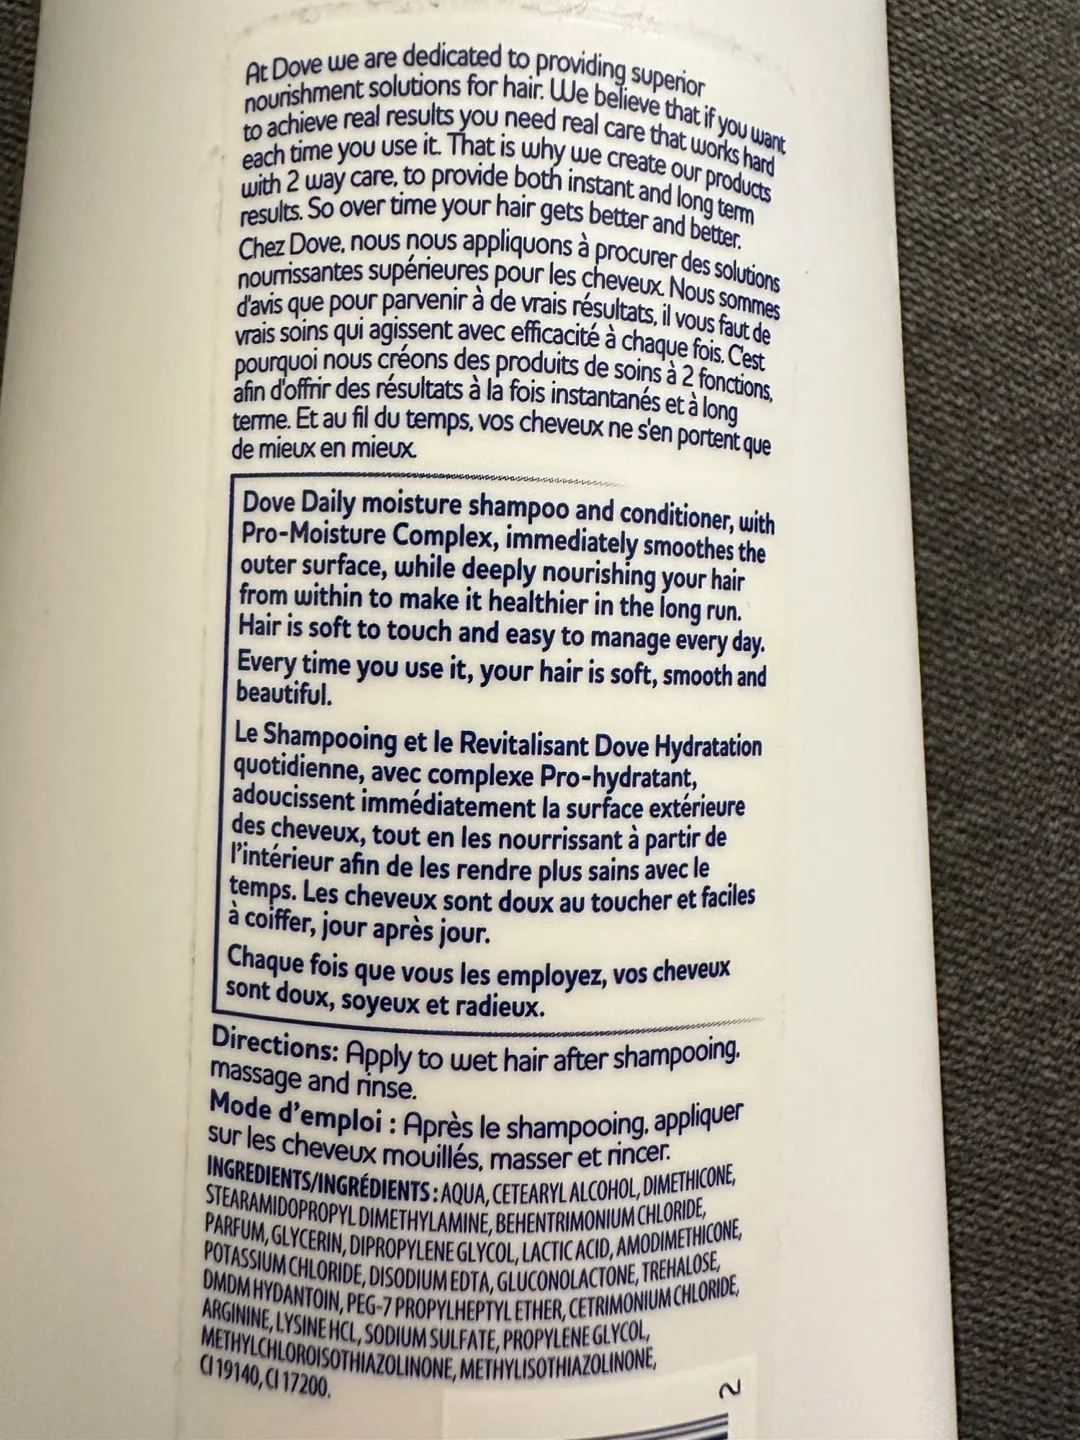 At Dove we are dedicated to providing superior
nourishment solutions for hair. We believe that if you want
to achieve real results you need real care that works hard
each time you use it. That is why we create our products
with 2 way care, to provide both instant and long term
results. So over time your hair gets better and better.
Chez Dove, nous nous appliquons à procurer des solutions
nourrissantes supérieures pour les cheveux. Nous sommes
d'avis que pour parvenir à de vrais résultats, il vous faut de
vrais soins qui agissent avec efficacité à chaque fois. C'est
pourquoi nous créons des produits de soins à 2 fonctions,
afin d'offrir des résultats à la fois instantanés et à long
terme. Et au fil du temps, vos cheveux ne s'en portent que
de mieux en mieux.
Dove Daily moisture shampoo and conditioner, with
Pro-Moisture Complex, immediately smoothes the
outer surface, while deeply nourishing your hair
from within to make it healthier in the long run.
Hair is soft to touch and easy to manage every day.
Every time you use it, your hair is soft, smooth and
beautiful.
Le Shampooing et le Revitalisant Dove Hydratation
quotidienne, avec complexe Pro-hydratant,
adoucissent immédiatement la surface extérieure
des cheveux, tout en les nourrissant à partir de
l'intérieur afin de les rendre plus sains avec le
temps. Les cheveux sont doux au toucher et faciles
à coiffer, jour après jour.
Chaque fois que vous les employez, vos cheveux
sont doux, soyeux et radieux.
Directions: Apply to wet hair after shampooing,
massage and rinse.
Mode d'emploi : Après le shampooing, appliquer
sur les cheveux mouillés, masser et rincer.
INGREDIENTS/INGRÉDIENTS : AQUA, CETEARYL ALCOHOL, DIMETHICONE,
STEARAMIDOPROPYL DIMETHYLAMINE, BEHENTRIMONIUM CHLORIDE,
PARFUM, GLYCERIN, DIPROPYLENE GLYCOL, LACTIC ACID, AMODIMETHICONE,
POTASSIUM CHLORIDE, DISODIUM EDTA, GLUCONOLACTONE, TREHALOSE,
DMDM HYDANTOIN, PEG-7 PROPYLHEPTYL ETHER, CETRIMONIUM CHLORIDE,
ARGININE, LYSINE HCL, SODIUM SULFATE, PROPYLENE GLYCOL,
METHYLCHLOROISOTHIAZOLINONE, METHYLISOTHIAZOLINONE,
CI 19140, CI 17200.
2